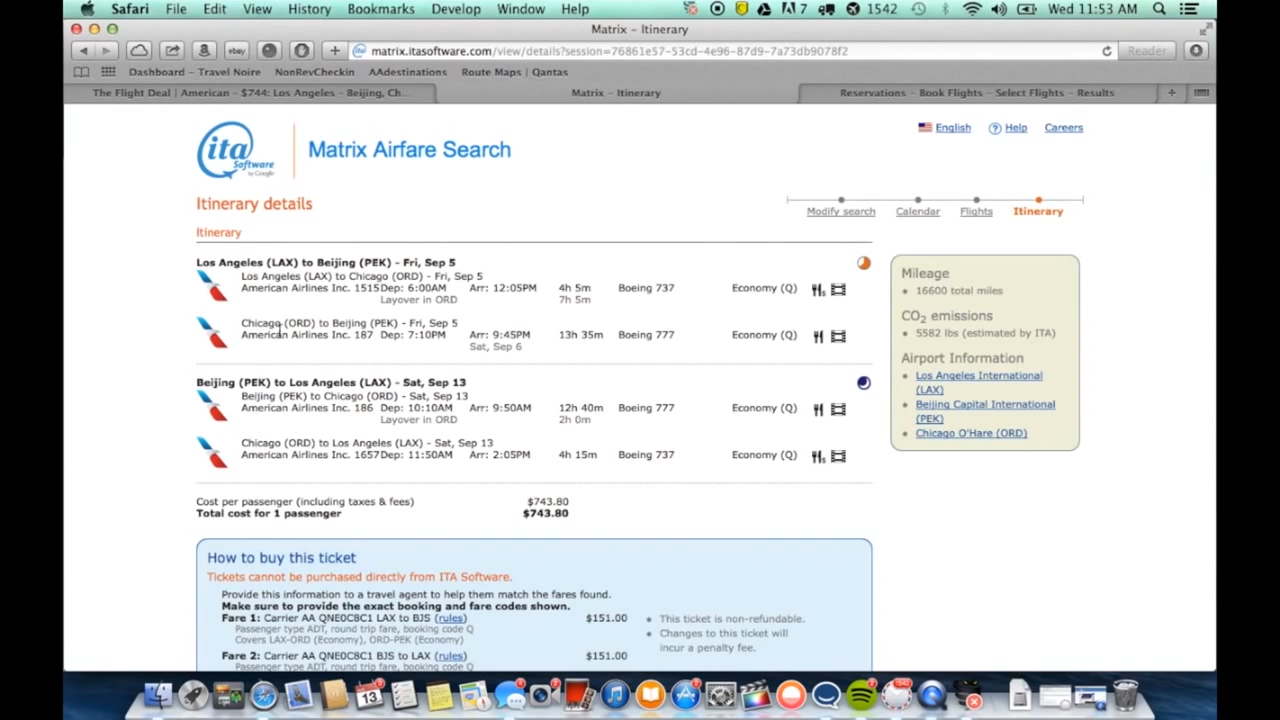 Safari File Edit View History Bookmarks Develop Window Help 7 1542 Wed 11:53 AM
Matrix - Itinerary
ebay matrix.itasoftware.com/view/details?session=76861e57-53cd-4e96-87d9-7a73db9078f2 Reader
Dashboard - Travel Noire NonRevCheckin AAdestinations Route Maps | Qantas
The Flight Deal | American - $744: Los Angeles - Beijing, Ch... Matrix - Itinerary Reservations - Book Flights - Select Flights - Results
English Help Careers
ita Software by Google
Matrix Airfare Search
Itinerary details
Modify search Calendar Flights Itinerary
Itinerary
Los Angeles (LAX) to Beijing (PEK) - Fri, Sep 5
Los Angeles (LAX) to Chicago (ORD) - Fri, Sep 5
American Airlines Inc. 1515 Dep: 6:00AM Arr: 12:05PM 4h 5m Boeing 737 Economy (Q)
Layover in ORD 7h 5m
Chicago (ORD) to Beijing (PEK) - Fri, Sep 5
American Airlines Inc. 187 Dep: 7:10PM Arr: 9:45PM 13h 35m Boeing 777 Economy (Q)
Sat, Sep 6
Beijing (PEK) to Los Angeles (LAX) - Sat, Sep 13
Beijing (PEK) to Chicago (ORD) - Sat, Sep 13
American Airlines Inc. 186 Dep: 10:10AM Arr: 9:50AM 12h 40m Boeing 777 Economy (Q)
Layover in ORD 2h 0m
Chicago (ORD) to Los Angeles (LAX) - Sat, Sep 13
American Airlines Inc. 1657 Dep: 11:50AM Arr: 2:05PM 4h 15m Boeing 737 Economy (Q)
Cost per passenger (including taxes & fees) $743.80
Total cost for 1 passenger $743.80
Mileage
16600 total miles
CO2 emissions
5582 lbs (estimated by ITA)
Airport Information
Los Angeles International
(LAX)
Beijing Capital International
(PEK)
Chicago O'Hare (ORD)
How to buy this ticket
Tickets cannot be purchased directly from ITA Software.
Provide this information to a travel agent to help them match the fares found.
Make sure to provide the exact booking and fare codes shown.
Fare 1: Carrier AA QNE0C8C1 LAX to BJS (rules) $151.00
Passenger type ADT, round trip fare, booking code Q
Covers LAX-ORD (Economy), ORD-PEK (Economy)
Fare 2: Carrier AA QNE0C8C1 BJS to LAX (rules) $151.00
Passenger type ADT, round trip fare, booking code Q
This ticket is non-refundable.
Changes to this ticket will
incur a penalty fee.
13